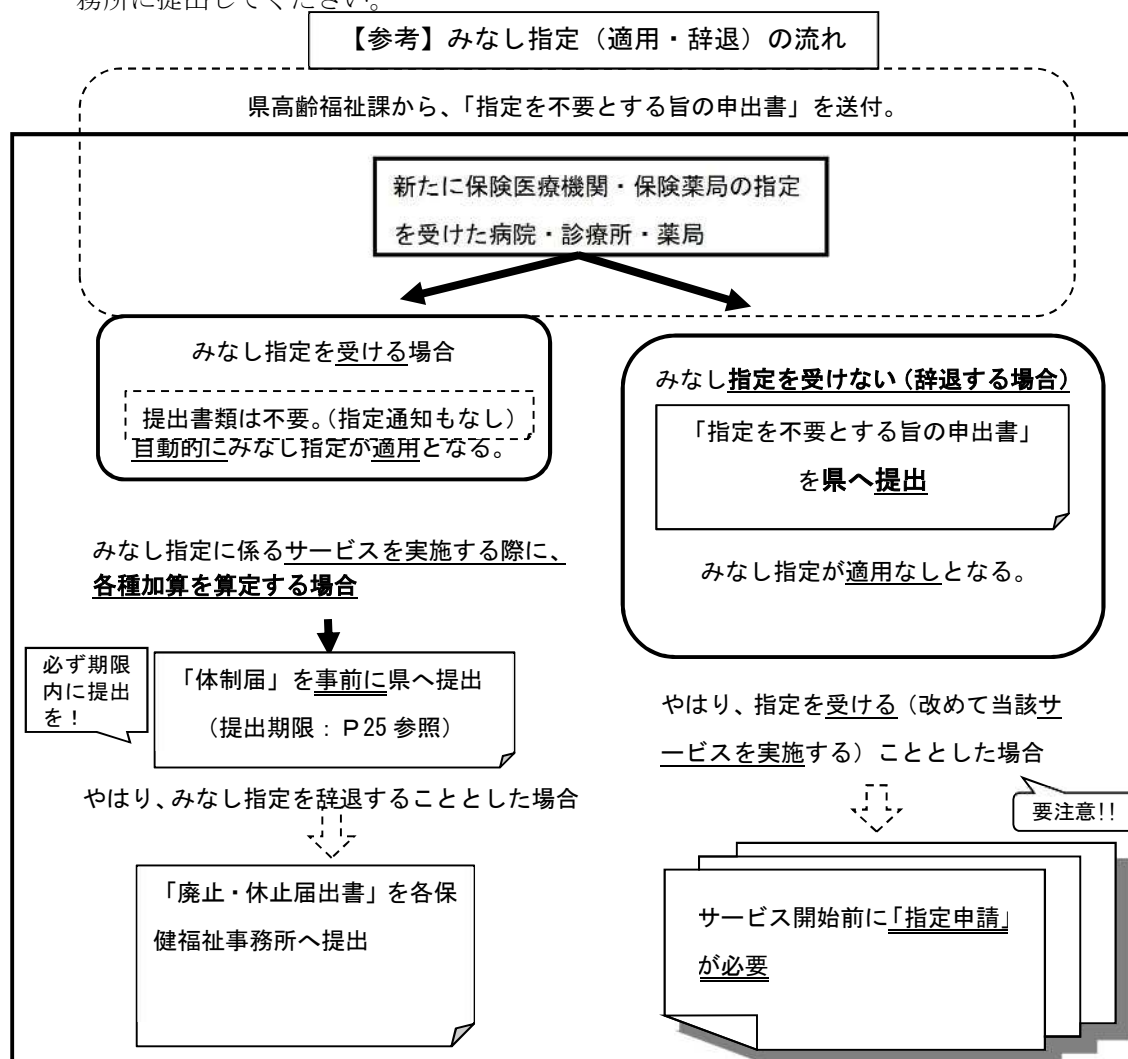 務所に提出してください。
【参考】みなし指定（適用・辞退）の流れ
県高齢福祉課から、「指定を不要とする旨の申出書」を送付。
新たに保険医療機関・保険薬局の指定
を受けた病院・診療所・薬局
みなし指定を受ける場合
提出書類は不要。（指定通知もなし）
自動的にみなし指定が適用となる。
みなし指定に係るサービスを実施する際に、
各種加算を算定する場合
必ず期限
内に提出
を！
「体制届」を事前に県へ提出
（提出期限：Ｐ25 参照）
やはり、みなし指定を辞退することとした場合
「廃止・休止届出書」を各保
健福祉事務所へ提出
みなし指定を受けない（辞退する場合）
「指定を不要とする旨の申出書」
を県へ提出
みなし指定が適用なしとなる。
やはり、指定を受ける（改めて当該サ
ービスを実施する）こととした場合
要注意!!
サービス開始前に「指定申請」
が必要